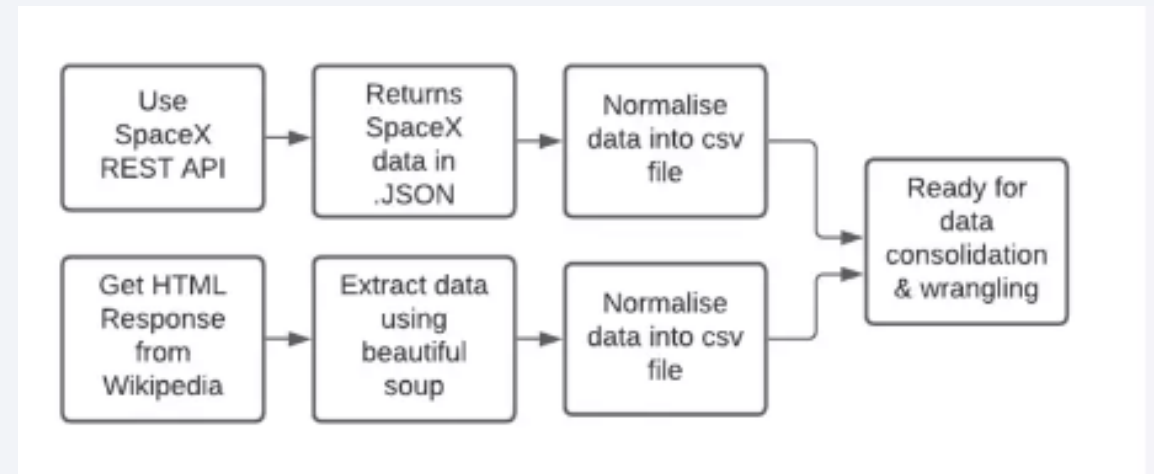 Use
SpaceX
REST API
Returns
SpaceX
data in
.JSON
Normalise
data into csv
file
Ready for
data
consolidation
& wrangling
Get HTML
Response
from
Wikipedia
Extract data
using
beautiful
soup
Normalise
data into csv
file